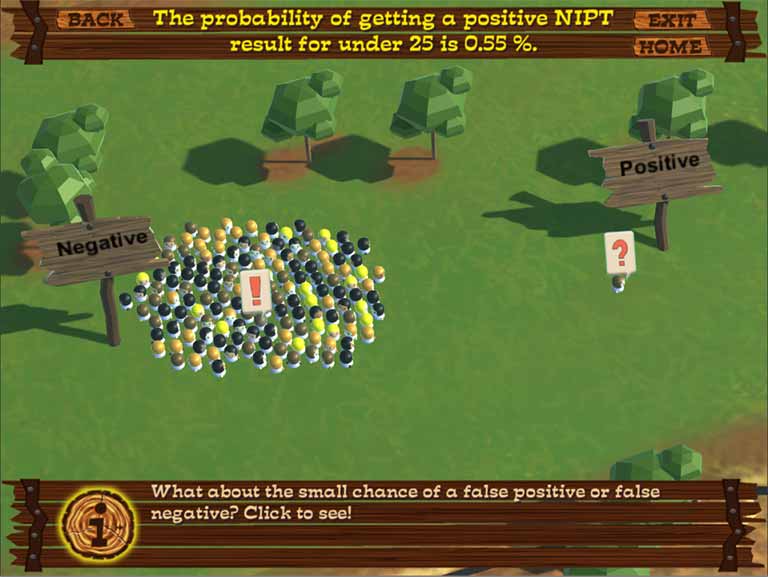 BACK
The probability of getting a positive NIPT
result for under 25 is 0.55 %.
EXIT
HOME
Positive
Negative
?
!
What about the small chance of a false positive or false
negative? Click to see!
i